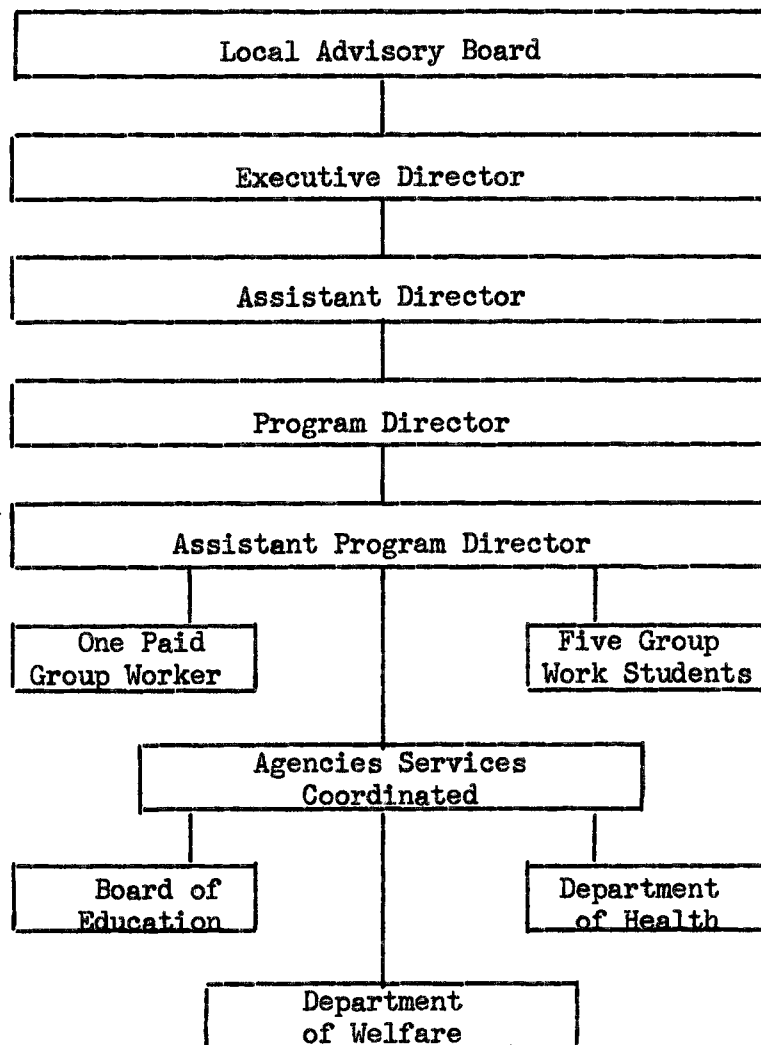 Local Advisory Board
Executive Director
Assistant Director
Program Director
Assistant Program Director
One Paid
Group Worker
Five Group
Work Students
Agencies Services
Coordinated
Board of
Education
Department
of Health
Department
of Welfare